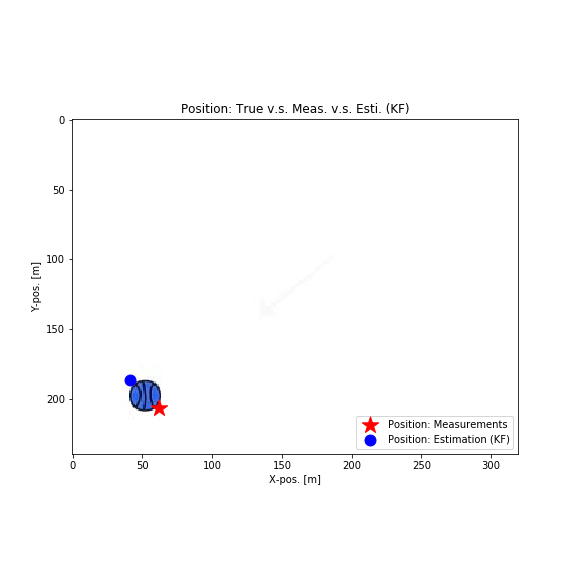 Position: True v.s. Meas. v.s. Esti. (KF)
0
50
100
150
200
Y-pos. [m]
Position: Measurements
Position: Estimation (KF)
0 50 100 150 200 250 300
X-pos. [m]